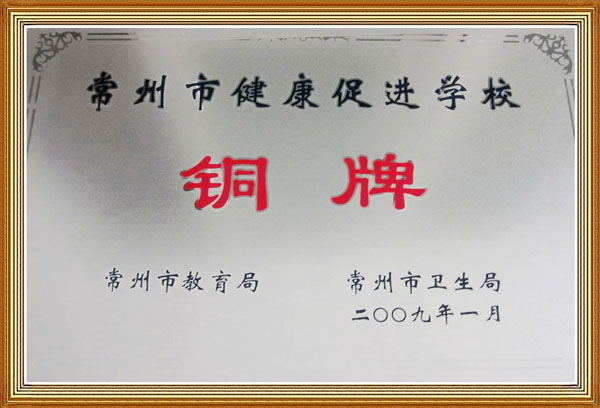 常州市健康促进学校
铜牌
常州市教育局 常州市卫生局
二〇〇九年一月